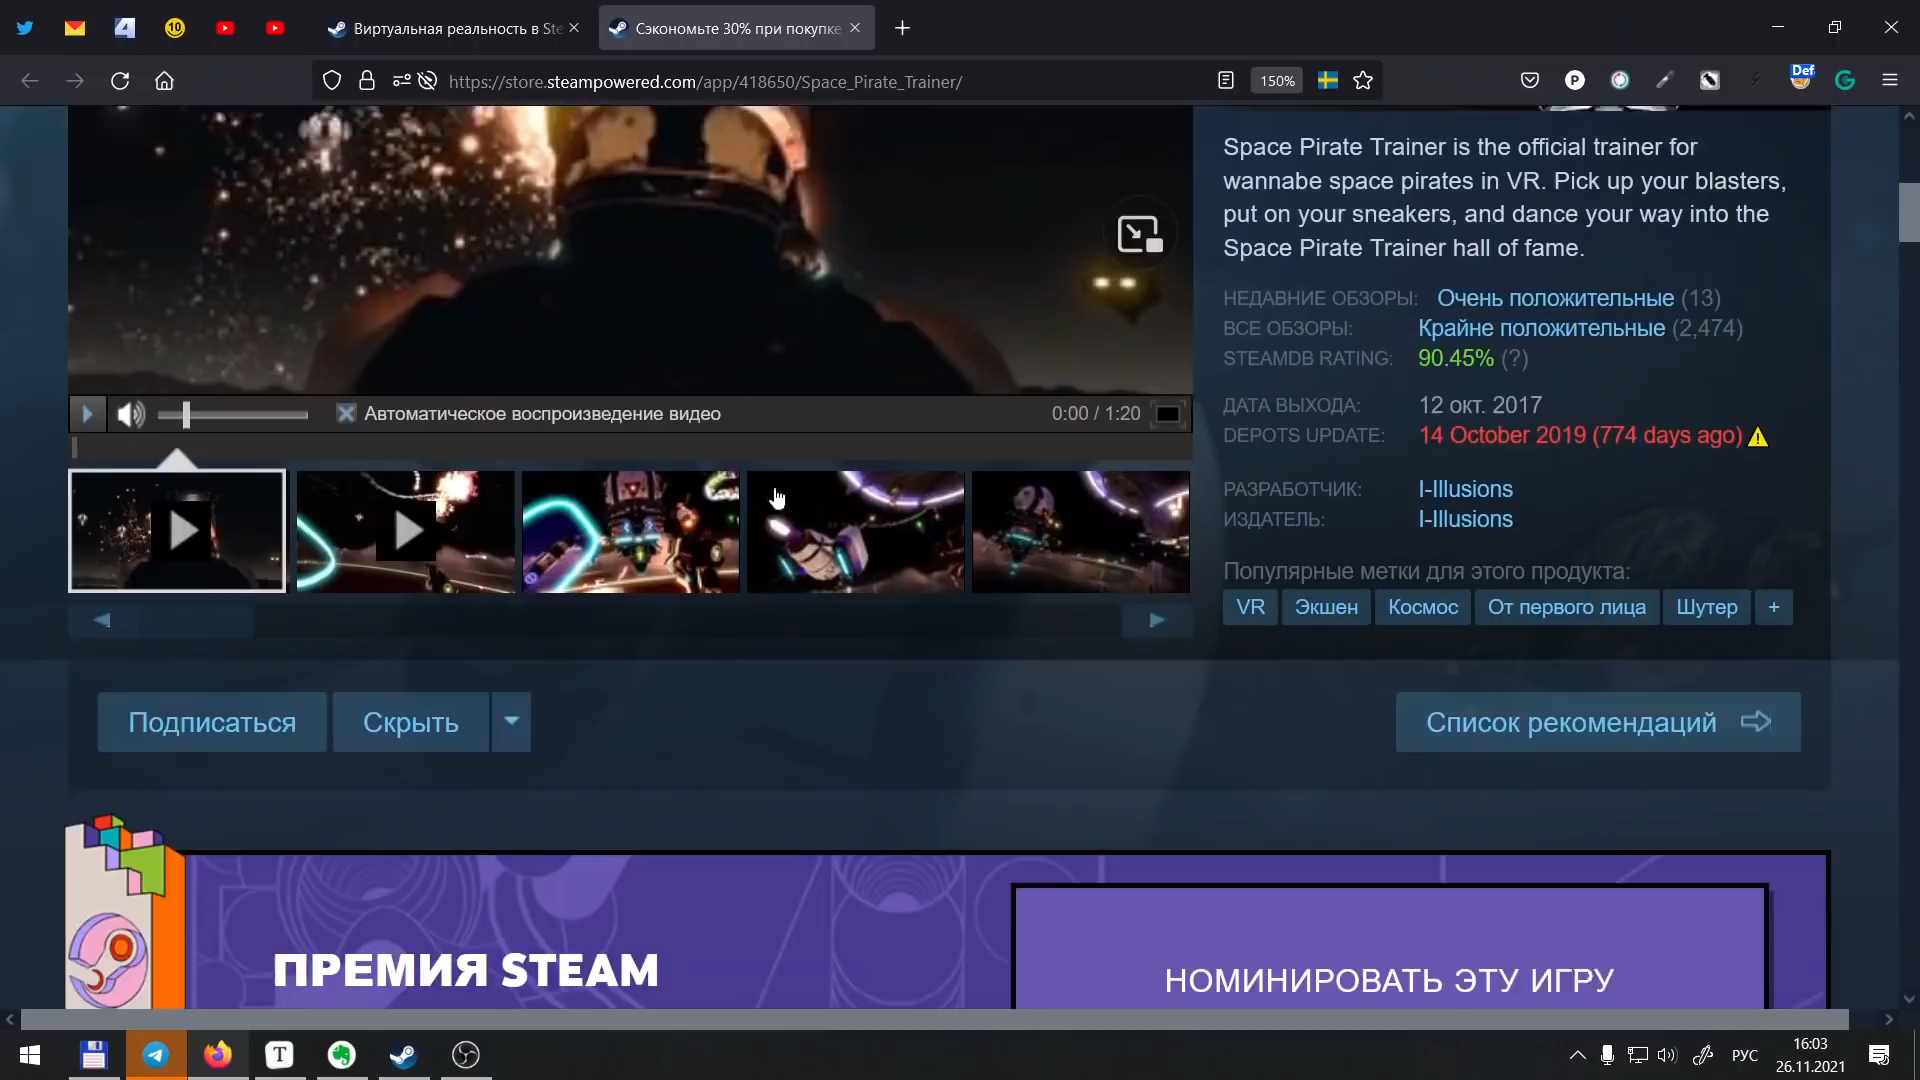 10
Виртуальная реальность в Ste
Сэкономьте 30% при покупке
https://store.steampowered.com/app/418650/Space_Pirate_Trainer/
150%
P
Def
Space Pirate Trainer is the official trainer for
wannabe space pirates in VR. Pick up your blasters,
put on your sneakers, and dance your way into the
Space Pirate Trainer hall of fame.
НЕДАВНИЕ ОБЗОРЫ: Очень положительные (13)
ВСЕ ОБЗОРЫ: Крайне положительные (2,474)
STEAMDB RATING: 90.45% (?)
ДАТА ВЫХОДА: 12 окт. 2017
DEPOTS UPDATE: 14 October 2019 (774 days ago)
РАЗРАБОТЧИК: I-Illusions
ИЗДАТЕЛЬ: I-Illusions
Популярные метки для этого продукта:
VR Экшен Космос От первого лица Шутер +
Автоматическое воспроизведение видео
0:00 / 1:20
Подписаться
Скрыть
Список рекомендаций
ПРЕМИЯ STEAM
НОМИНИРОВАТЬ ЭТУ ИГРУ
T
РУС
16:03
26.11.2021